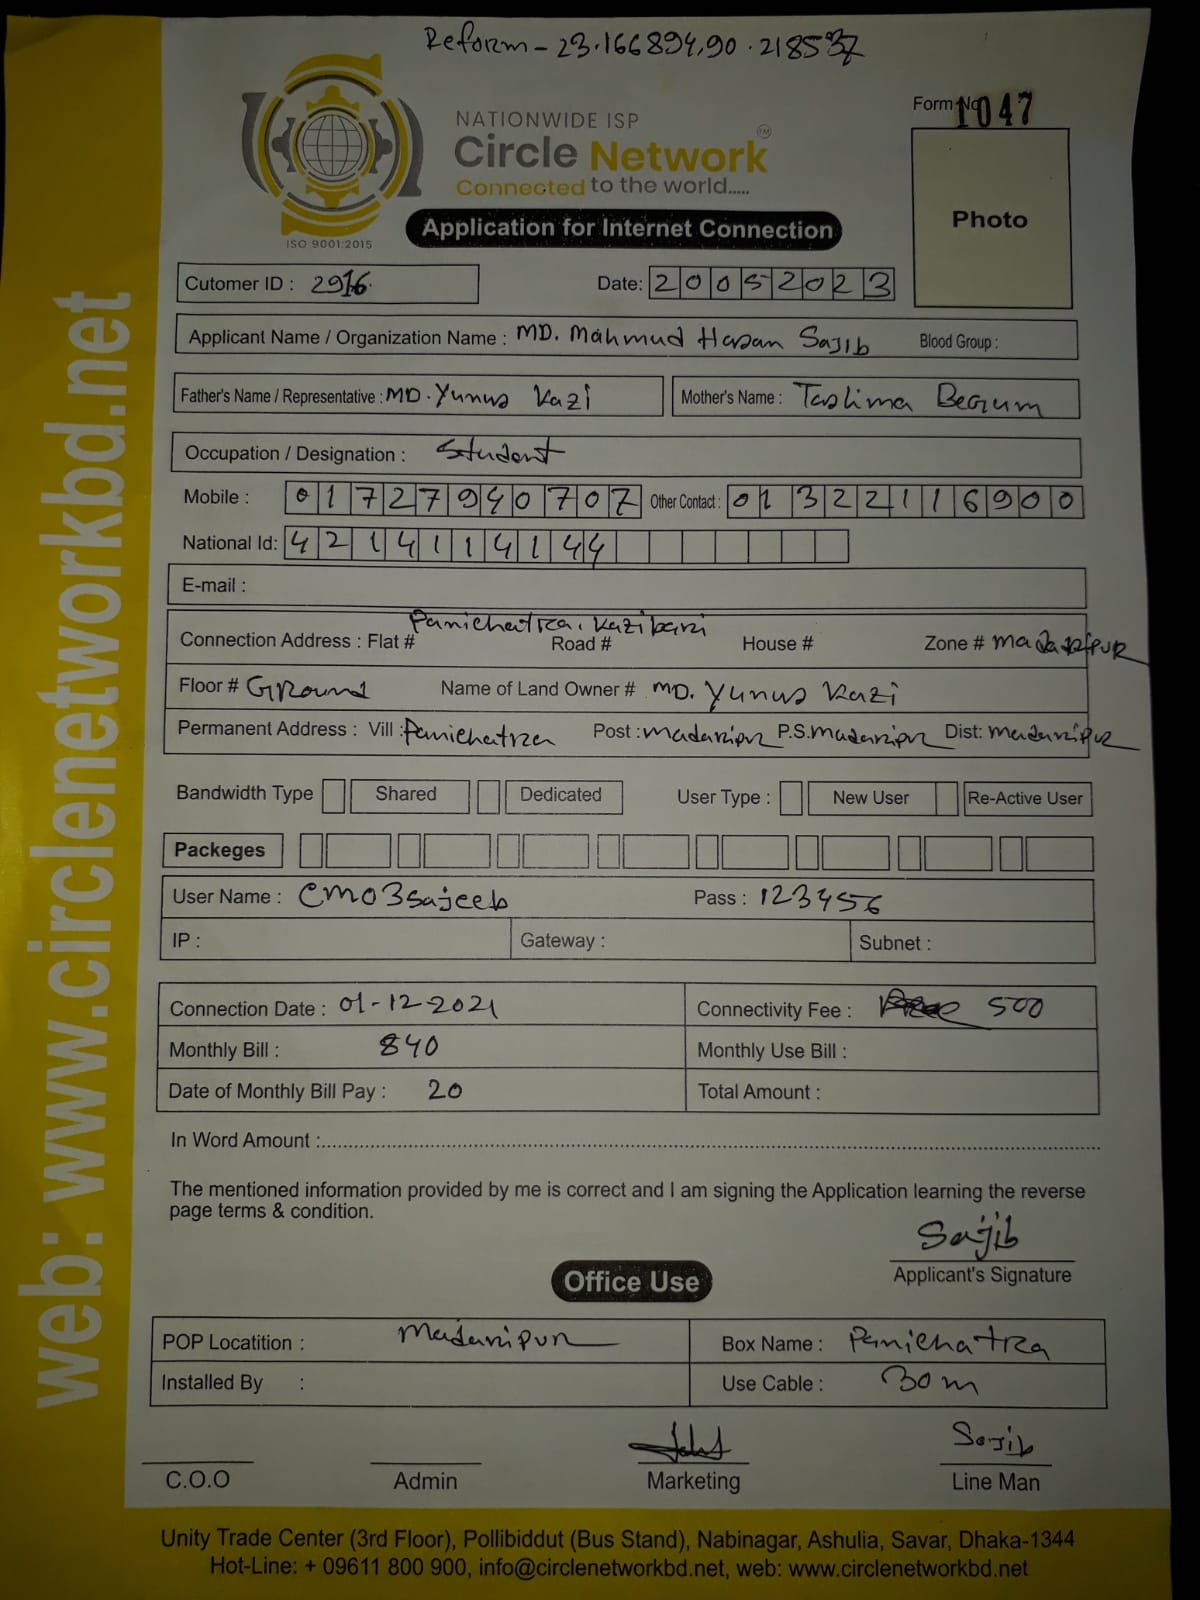 Reform - 23.166894,90.218537
NATIONWIDE ISP
Circle Network TM
Connected to the world.....
ISO 9001:2015
Form No 1047
Photo
Application for Internet Connection
Cutomer ID : 2916
Date: 20052023
Applicant Name / Organization Name : MD. Mahmud Hasan Sajib Blood Group :
Father's Name / Representative : MD. Yunus Kazi Mother's Name : Taslima Begum
Occupation / Designation : Student
Mobile : 01727940707 Other Contact : 01322116900
National Id: 4214114144
E-mail :
Panichatra, Kazibari
Connection Address : Flat # Road # House # Zone # Madaripur
Floor # Ground Name of Land Owner # MD. Yunus Kazi
Permanent Address : Vill : Panichatra Post : Madaripur P.S. Madaripur Dist: Madaripur
Bandwidth Type Shared Dedicated User Type : New User Re-Active User
Packeges
User Name : cmo3sajeeb Pass : 123456
IP : Gateway : Subnet :
Connection Date : 01-12-2021 Connectivity Fee : 500
Monthly Bill : 840 Monthly Use Bill :
Date of Monthly Bill Pay : 20 Total Amount :
In Word Amount :
The mentioned information provided by me is correct and I am signing the Application learning the reverse
page terms & condition.
Sajib
Applicant's Signature
Office Use
POP Locatition : Madaripur Box Name : Panichatra
Installed By : Use Cable : 30m
Sajib
C.O.O Admin Marketing Line Man
Unity Trade Center (3rd Floor), Pollibiddut (Bus Stand), Nabinagar, Ashulia, Savar, Dhaka-1344
Hot-Line: + 09611 800 900, info@circlenetworkbd.net, web: www.circlenetworkbd.net
web: www.circlenetworkbd.net